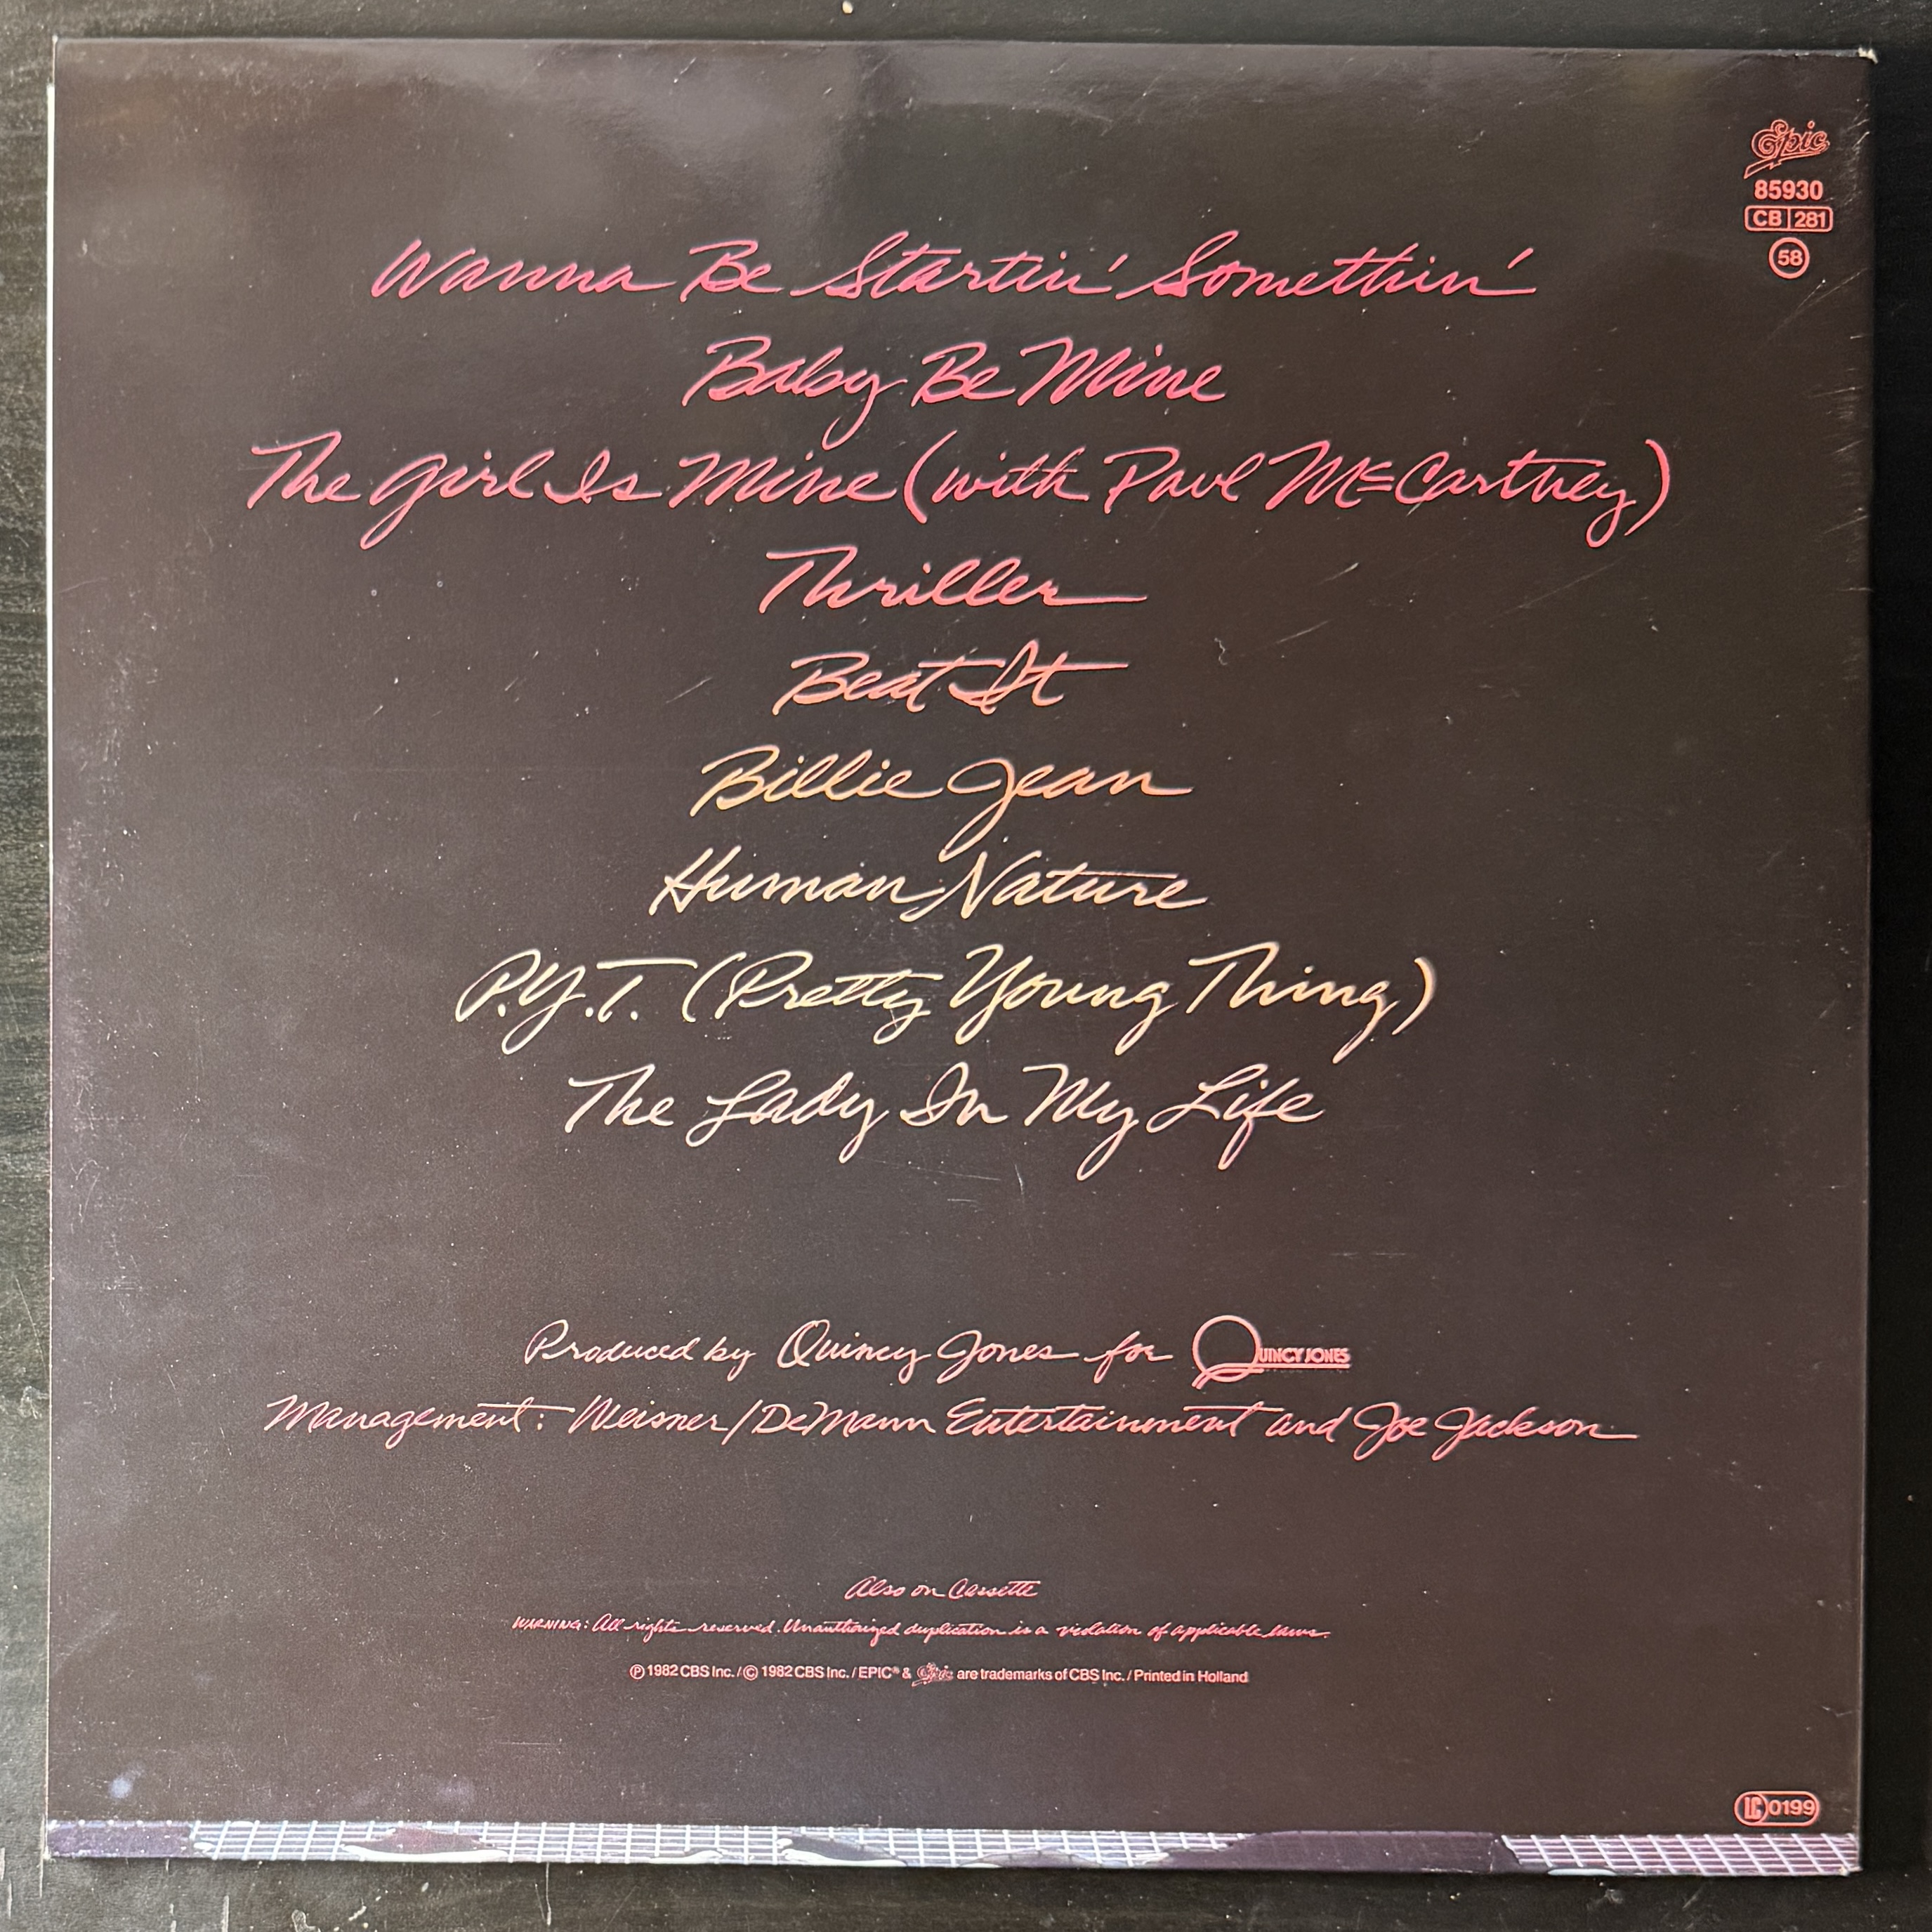 Epic
85930
CB 281
58
Wanna Be Startin' Somethin'
Baby Be Mine
The Girl Is Mine (with Paul McCartney)
Thriller
Beat It
Billie Jean
Human Nature
P.Y.T. (Pretty Young Thing)
The Lady In My Life
Produced by Quincy Jones for QUINCY JONES
Management: Weisner/DeMann Entertainment and Joe Jackson
Also on Cassette
WARNING: All rights reserved. Unauthorized duplication is a violation of applicable laws.
℗ 1982 CBS Inc. / © 1982 CBS Inc. / EPIC® & Epic are trademarks of CBS Inc. / Printed in Holland
LC 0199